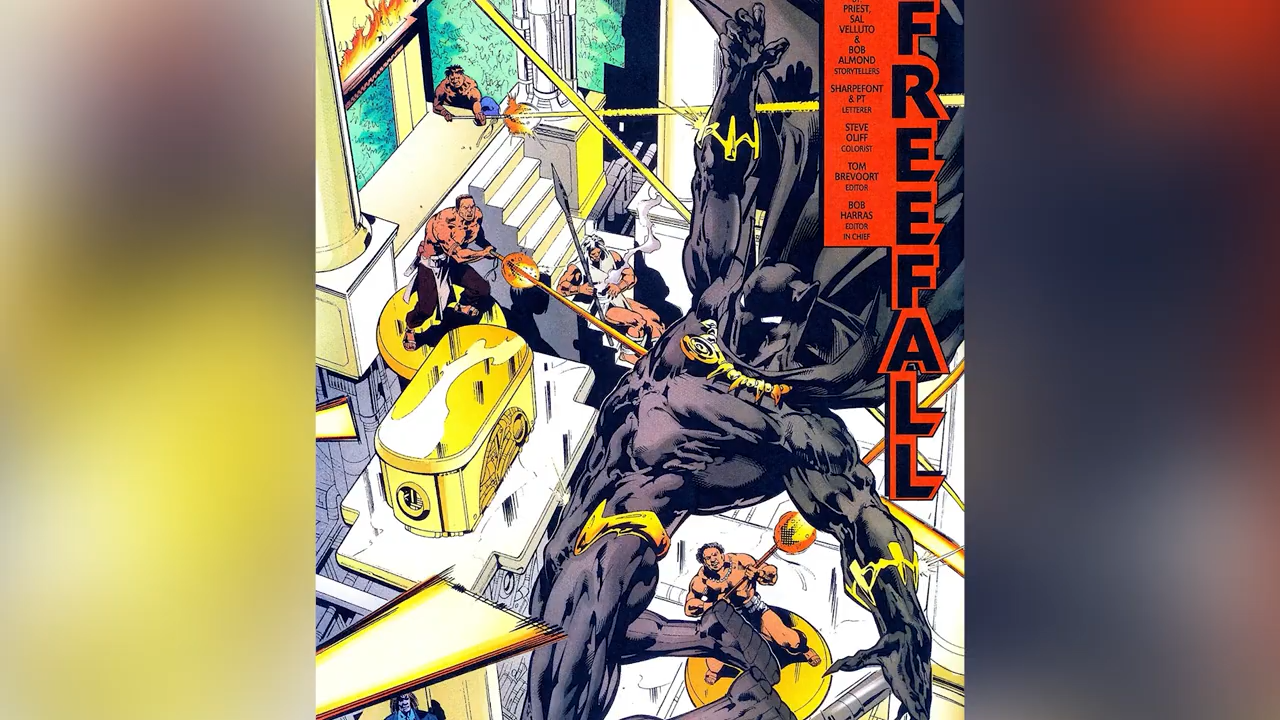 PRIEST,
SAL
VELLUTO
&
BOB
ALMOND
STORYTELLERS
SHARPEFONT
& PT
LETTERER
STEVE
OLIFF
COLORIST
TOM
BREVOORT
EDITOR
BOB
HARRAS
EDITOR
IN CHIEF
FREEFALL